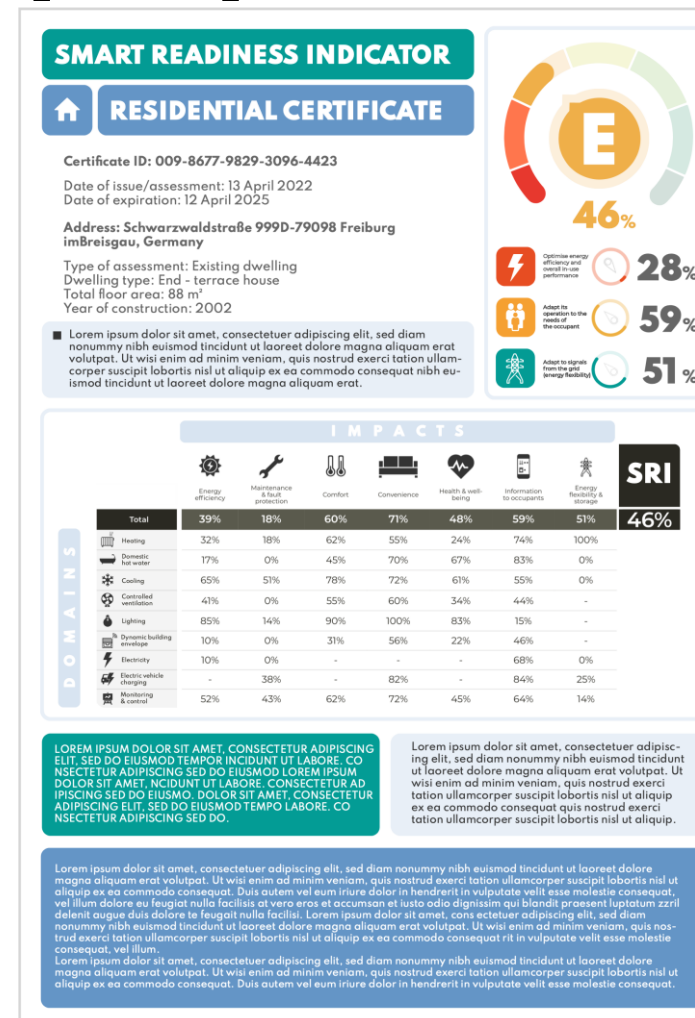 SMART READINESS INDICATOR
RESIDENTIAL CERTIFICATE
Certificate ID: 009-8677-9829-3096-4423
Date of issue/assessment: 13 April 2022
Date of expiration: 12 April 2025
Address: Schwarzwaldstraße 999D-79098 Freiburg
imBreisgau, Germany
Type of assessment: Existing dwelling
Dwelling type: End - terrace house
Total floor area: 88 m²
Year of construction: 2002
Lorem ipsum dolor sit amet, consectetuer adipiscing elit, sed diam
nonummy nibh euismod tincidunt ut laoreet dolore magna aliquam erat
volutpat. Ut wisi enim ad minim veniam, quis nostrud exerci tation ullam-
corper suscipit lobortis nisl ut aliquip ex ea commodo consequat nibh eu-
ismod tincidunt ut laoreet dolore magna aliquam erat.
E
46%
Optimise energy
efficiency and
overall in-use
performance
28%
Adapt its
operation to the
needs of
the occupant
59%
Adapt to signals
from the grid
(energy flexibility)
51%
IMPACTS
Energy
efficiency
Maintenance
& fault
protection
Comfort
Convenience
Health & well-
being
Information
to occupants
Energy
flexibility &
storage
SRI
DOMAINS
Total 39% 18% 60% 71% 48% 59% 51% 46%
Heating 32% 18% 62% 55% 24% 74% 100%
Domestic
hot water 17% 0% 45% 70% 67% 83% 0%
Cooling 65% 51% 78% 72% 61% 55% 0%
Controlled
ventilation 41% 0% 55% 60% 34% 44% -
Lighting 85% 14% 90% 100% 83% 15% -
Dynamic building
envelope 10% 0% 31% 56% 22% 46% -
Electricity 10% 0% - - - 68% 0%
Electric vehicle
charging - 38% - 82% - 84% 25%
Monitoring
& control 52% 43% 62% 72% 45% 64% 14%
LOREM IPSUM DOLOR SIT AMET, CONSECTETUR ADIPISCING
ELIT, SED DO EIUSMOD TEMPOR INCIDUNT UT LABORE. CO
NSECTETUR ADIPISCING SED DO EIUSMOD LOREM IPSUM
DOLOR SIT AMET, NCIDUNT UT LABORE. CONSECTETUR AD
IPISCING SED DO EIUSMO. DOLOR SIT AMET, CONSECTETUR
ADIPISCING ELIT, SED DO EIUSMOD TEMPO LABORE. CO
NSECTETUR ADIPISCING SED DO.
Lorem ipsum dolor sit amet, consectetuer adipisc-
ing elit, sed diam nonummy nibh euismod tincidunt
ut laoreet dolore magna aliquam erat volutpat. Ut
wisi enim ad minim veniam, quis nostrud exerci
tation ullamcorper suscipit lobortis nisl ut aliquip
ex ea commodo consequat quis nostrud exerci
tation ullamcorper suscipit lobortis nisl ut aliquip.
Lorem ipsum dolor sit amet, consectetuer adipiscing elit, sed diam nonummy nibh euismod tincidunt ut laoreet dolore
magna aliquam erat volutpat. Ut wisi enim ad minim veniam, quis nostrud exerci tation ullamcorper suscipit lobortis nisl ut
aliquip ex ea commodo consequat. Duis autem vel eum iriure dolor in hendrerit in vulputate velit esse molestie consequat,
vel illum dolore eu feugiat nulla facilisis at vero eros et accumsan et iusto odio dignissim qui blandit praesent luptatum zzril
delenit augue duis dolore te feugait nulla facilisi. Lorem ipsum dolor sit amet, cons ectetuer adipiscing elit, sed diam
nonummy nibh euismod tincidunt ut laoreet dolore magna aliquam erat volutpat. Ut wisi enim ad minim veniam, quis nos-
trud exerci tation ullamcorper suscipit lobortis nisl ut aliquip ex ea commodo consequat rit in vulputate velit esse molestie
consequat, vel illum.
Lorem ipsum dolor sit amet, consectetuer adipiscing elit, sed diam nonummy nibh euismod tincidunt ut laoreet dolore
magna aliquam erat volutpat. Ut wisi enim ad minim veniam, quis nostrud exerci tation ullamcorper suscipit lobortis nisl ut
aliquip ex ea commodo consequat. Duis autem vel eum iriure dolor in hendrerit in vulputate velit esse molestie consequat.